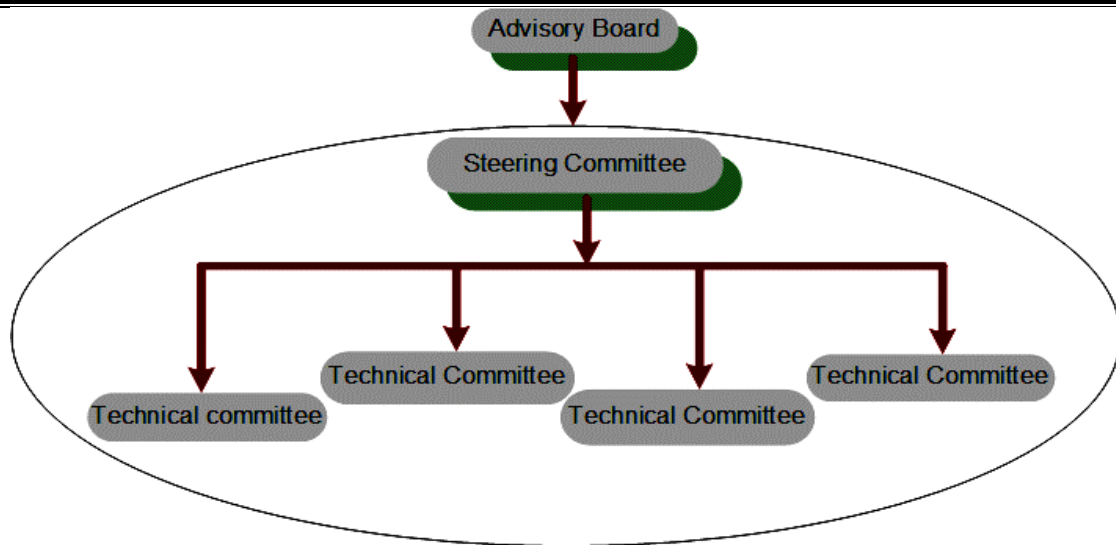 Advisory Board
Steering Committee
Technical committee
Technical Committee
Technical Committee
Technical Committee